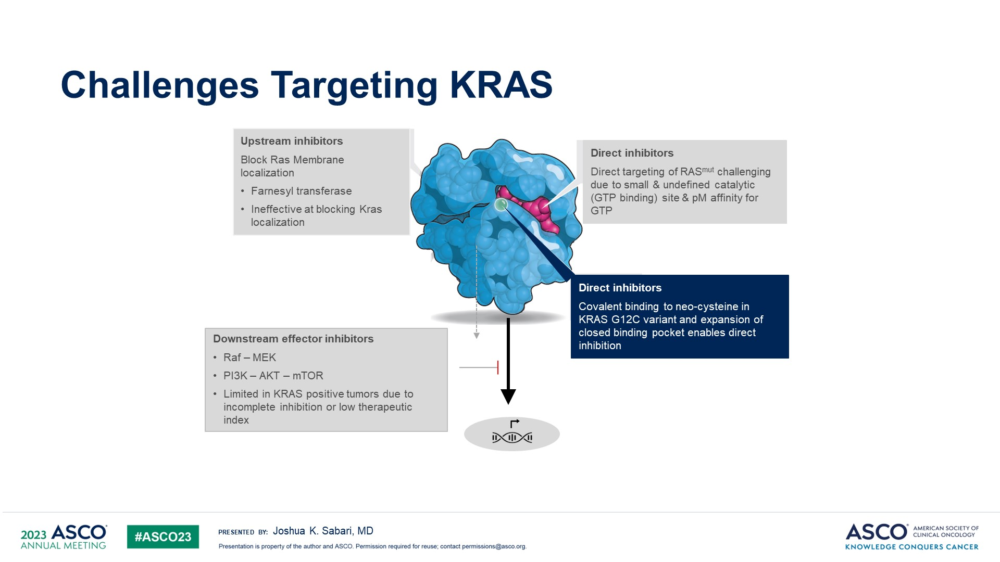 Challenges Targeting KRAS
Upstream inhibitors
Block Ras Membrane
localization
• Farnesyl transferase
• Ineffective at blocking Kras
localization
Direct inhibitors
Direct targeting of RASmut challenging
due to small & undefined catalytic
(GTP binding) site & pM affinity for
GTP
Direct inhibitors
Covalent binding to neo-cysteine in
KRAS G12C variant and expansion of
closed binding pocket enables direct
inhibition
Downstream effector inhibitors
• Raf – MEK
• PI3K – AKT – mTOR
• Limited in KRAS positive tumors due to
incomplete inhibition or low therapeutic
index
2023 ASCO®
ANNUAL MEETING
#ASCO23
PRESENTED BY: Joshua K. Sabari, MD
Presentation is property of the author and ASCO. Permission required for reuse; contact permissions@asco.org.
ASCO® AMERICAN SOCIETY OF
CLINICAL ONCOLOGY
KNOWLEDGE CONQUERS CANCER